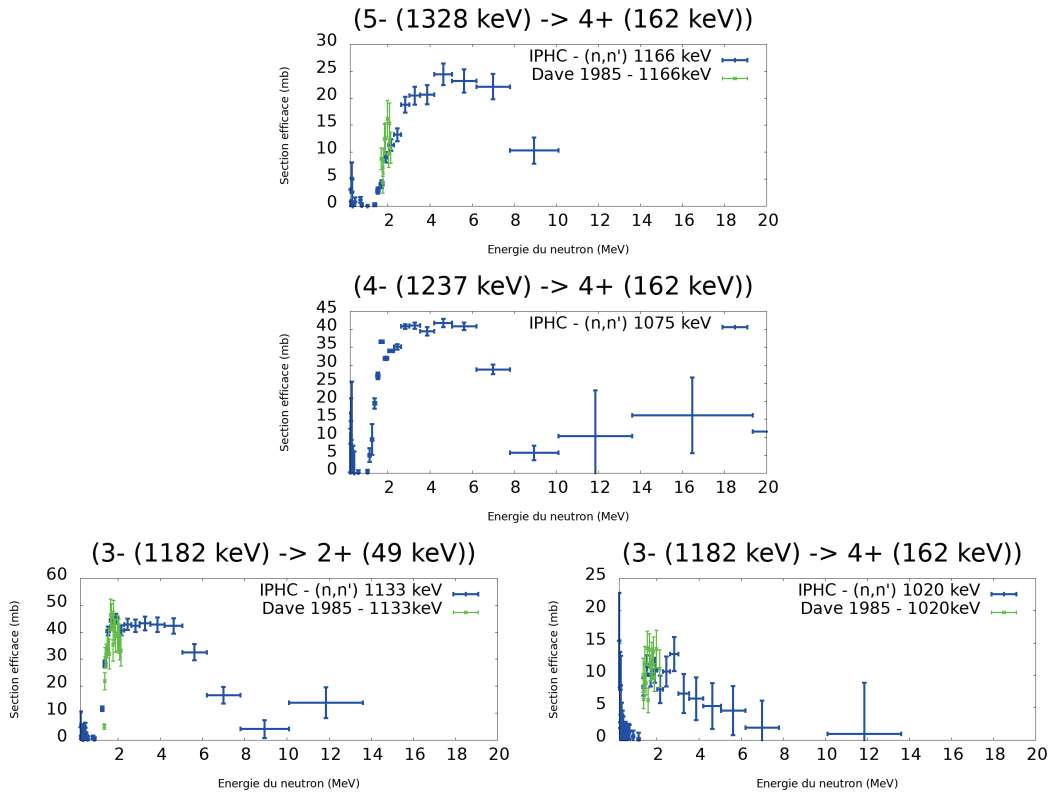 (5- (1328 keV) -> 4+ (162 keV))
30
25
20
15
10
5
0
Section efficace (mb)
IPHC - (n,n') 1166 keV
Dave 1985 - 1166keV
2 4 6 8 10 12 14 16 18 20
Energie du neutron (MeV)
(4- (1237 keV) -> 4+ (162 keV))
45
40
35
30
25
20
15
10
5
0
Section efficace (mb)
IPHC - (n,n') 1075 keV
2 4 6 8 10 12 14 16 18 20
Energie du neutron (MeV)
(3- (1182 keV) -> 2+ (49 keV))
60
50
40
30
20
10
0
Section efficace (mb)
IPHC - (n,n') 1133 keV
Dave 1985 - 1133keV
2 4 6 8 10 12 14 16 18 20
Energie du neutron (MeV)
(3- (1182 keV) -> 4+ (162 keV))
25
20
15
10
5
0
Section efficace (mb)
IPHC - (n,n') 1020 keV
Dave 1985 - 1020keV
2 4 6 8 10 12 14 16 18 20
Energie du neutron (MeV)